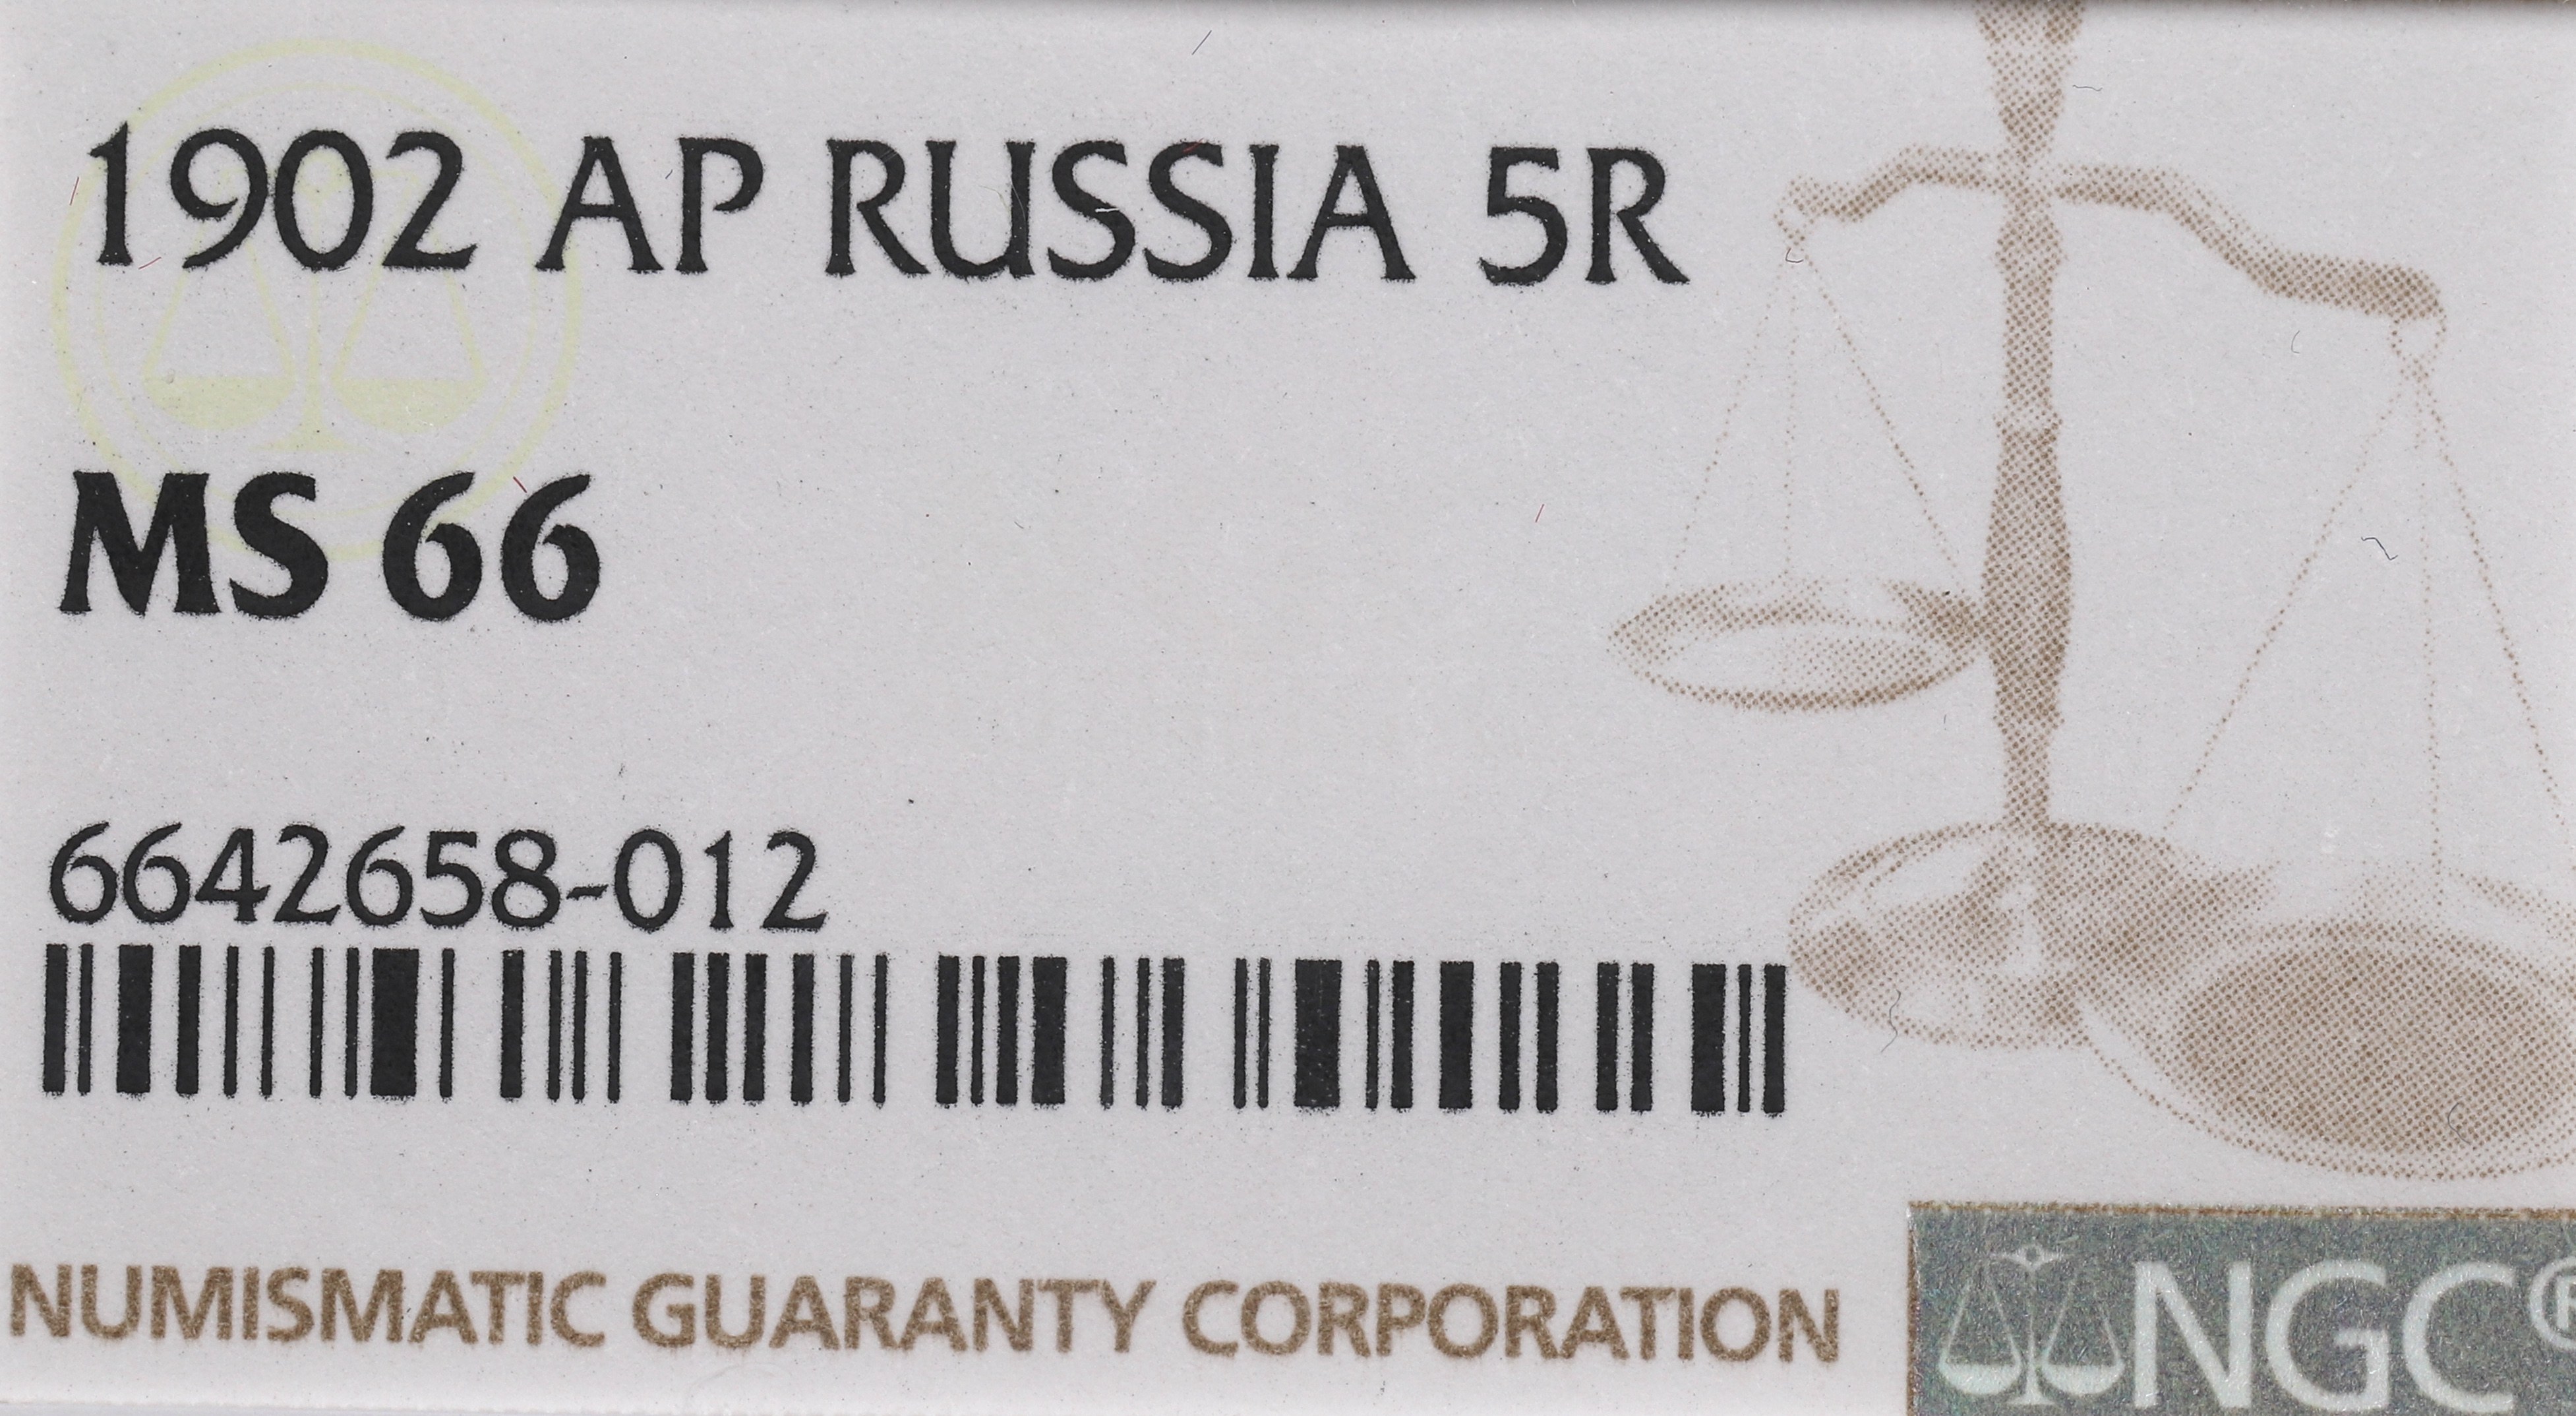 1902 AP RUSSIA 5R
MS 66
6642658-012
NUMISMATIC GUARANTY CORPORATION
NGC®